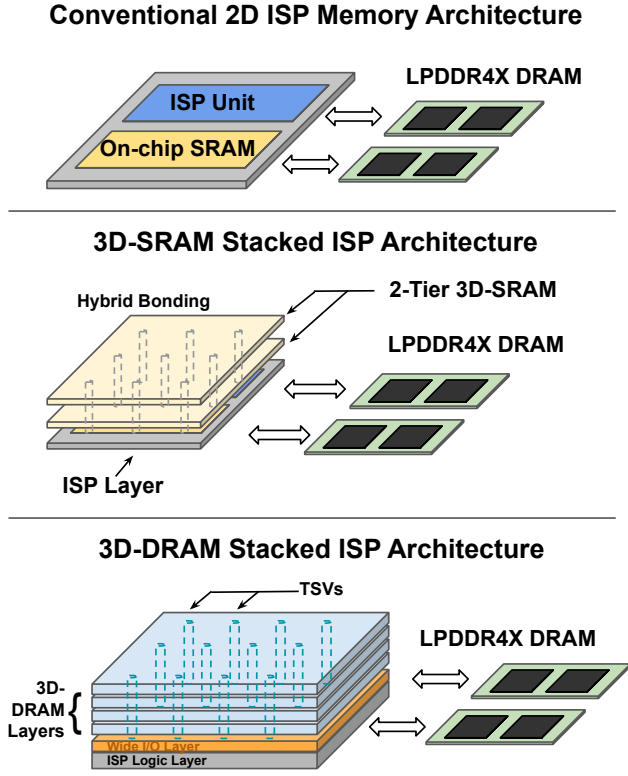 Conventional 2D ISP Memory Architecture
LPDDR4X DRAM
ISP Unit
On-chip SRAM
3D-SRAM Stacked ISP Architecture
Hybrid Bonding
2-Tier 3D-SRAM
LPDDR4X DRAM
ISP Layer
3D-DRAM Stacked ISP Architecture
TSVs
LPDDR4X DRAM
3D-
DRAM
Layers
Wide I/O Layer
ISP Logic Layer